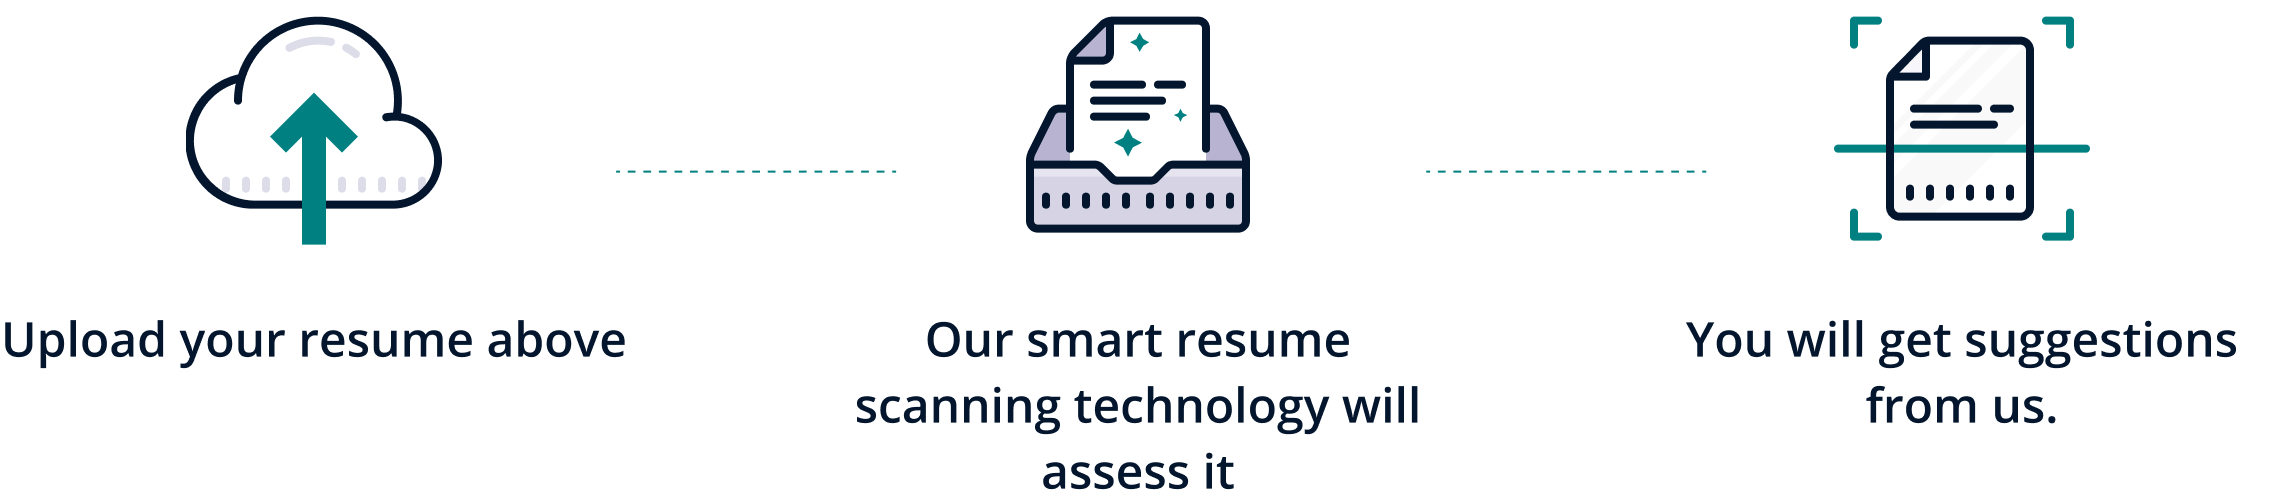 Upload your resume above
Our smart resume
scanning technology will
assess it
You will get suggestions
from us.